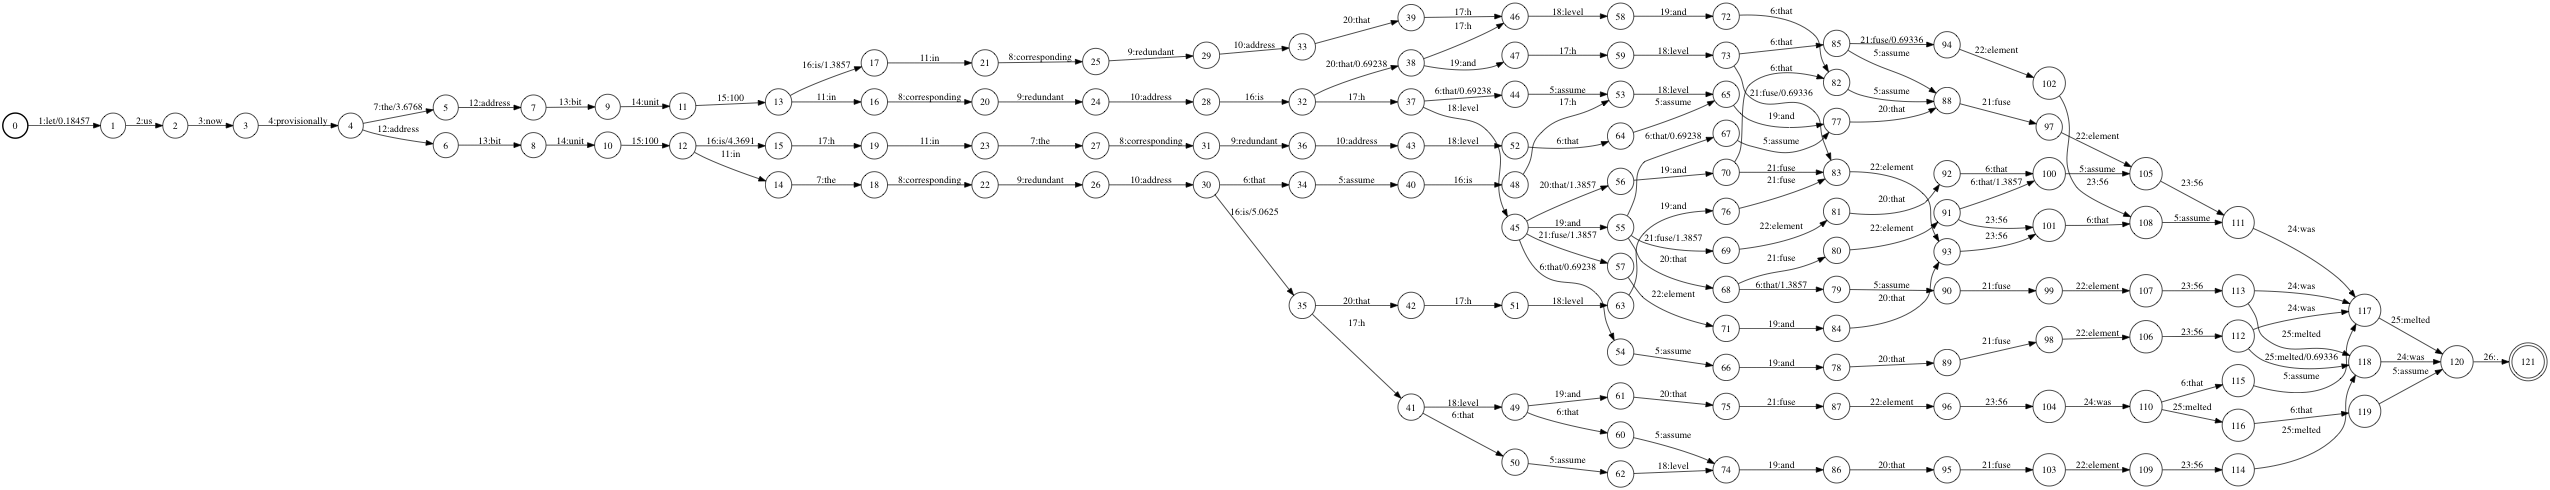 0 1:let/0.18457 1 2:us 2 3:now 3 4:provisionally 4
7:the/3.6768 5 12:address 7 13:bit 9 14:unit 11 15:100 13
12:address 6 13:bit 8 14:unit 10 15:100 12
16:is/1.3857 17 11:in 21 8:corresponding 25 9:redundant 29 10:address 33 20:that 39 17:h 46 18:level 58 19:and 72 6:that
11:in 16 8:corresponding 20 9:redundant 24 10:address 28 16:is 32
20:that/0.69238 38 17:h
19:and 47 17:h 59 18:level 73 6:that 85 21:fuse/0.69336 94 22:element 102
5:assume
17:h 37 6:that/0.69238 44 5:assume 53 18:level 65
18:level
17:h 5:assume
21:fuse/0.69336
6:that 82 5:assume 88 21:fuse 97 22:element
19:and 77 20:that
16:is/4.3691 15 17:h 19 11:in 23 7:the 27 8:corresponding 31 9:redundant 36 10:address 43 18:level 52 6:that 64
6:that/0.69238 67 5:assume
11:in 14 7:the 18 8:corresponding 22 9:redundant 26 10:address 30 6:that 34 5:assume 40 16:is 48
20:that/1.3857 56 19:and 70 21:fuse 83 22:element
21:fuse
92 6:that 100 5:assume 105 23:56
6:that/1.3857 23:56
16:is/5.0625
45 19:and 55 19:and 76
20:that 91 23:56 101 6:that 108 5:assume 111 24:was
21:fuse/1.3857 57 21:fuse/1.3857 69 22:element 81
22:element
80 93 23:56
6:that/0.69238
20:that 68 21:fuse
6:that/1.3857 79 5:assume 90 21:fuse 99 22:element 107 23:56 113 24:was
20:that
22:element
35 20:that 42 17:h 51 18:level 63
24:was 117 25:melted
17:h
71 19:and 84
25:melted
54 5:assume 66 19:and 78 20:that 89 21:fuse 98 22:element 106 23:56 112
25:melted/0.69336 118 24:was 120 26:. 121
5:assume 5:assume
41 18:level 49 19:and 61 20:that 75 21:fuse 87 22:element 96 23:56 104 24:was 110 6:that 115
25:melted 116 6:that 119
6:that 6:that
25:melted
60 5:assume
50 5:assume 62 18:level 74 19:and 86 20:that 95 21:fuse 103 22:element 109 23:56 114